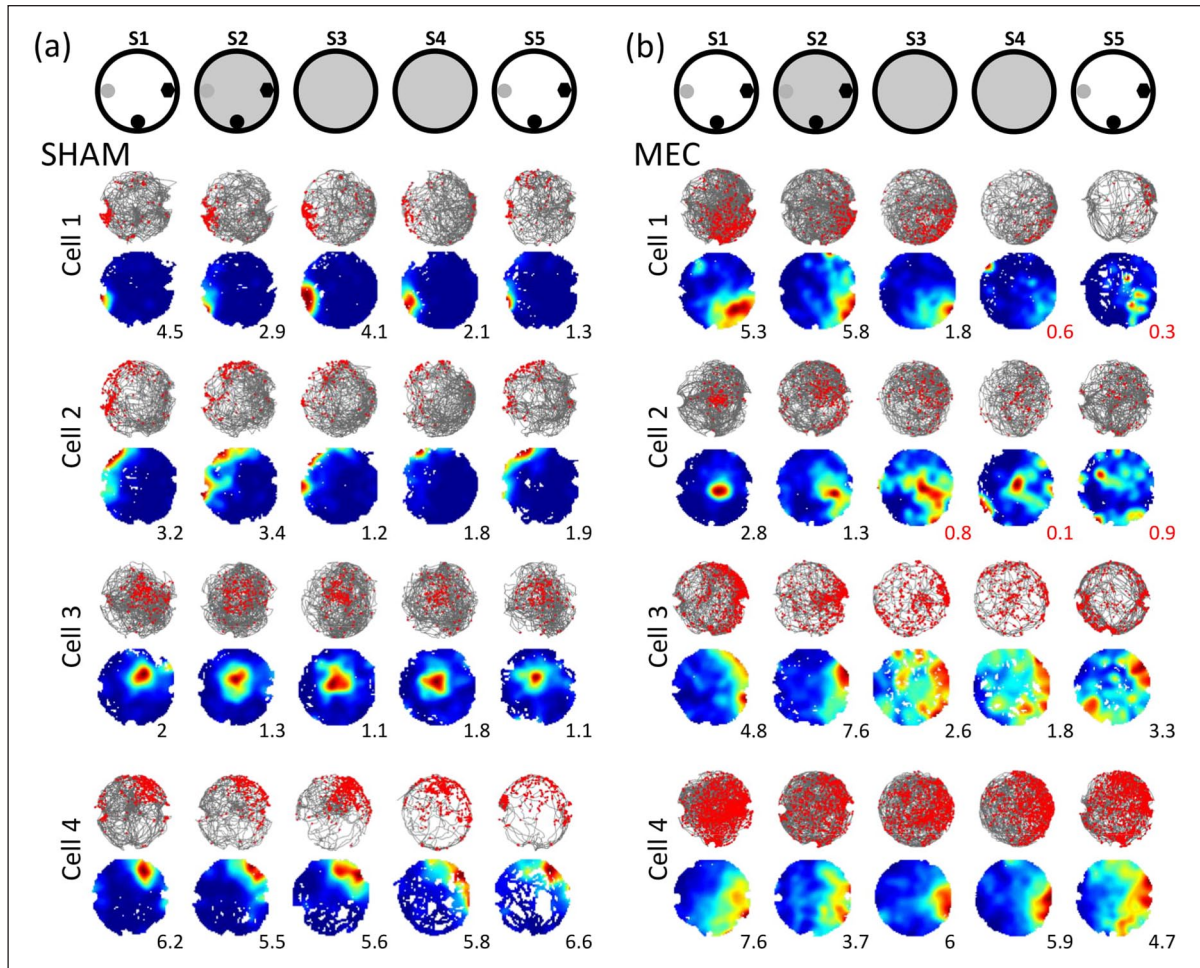 (a) S1 S2 S3 S4 S5
SHAM
Cell 1
4.5 2.9 4.1 2.1 1.3
Cell 2
3.2 3.4 1.2 1.8 1.9
Cell 3
2 1.3 1.1 1.8 1.1
Cell 4
6.2 5.5 5.6 5.8 6.6
(b) S1 S2 S3 S4 S5
MEC
Cell 1
5.3 5.8 1.8 0.6 0.3
Cell 2
2.8 1.3 0.8 0.1 0.9
Cell 3
4.8 7.6 2.6 1.8 3.3
Cell 4
7.6 3.7 6 5.9 4.7